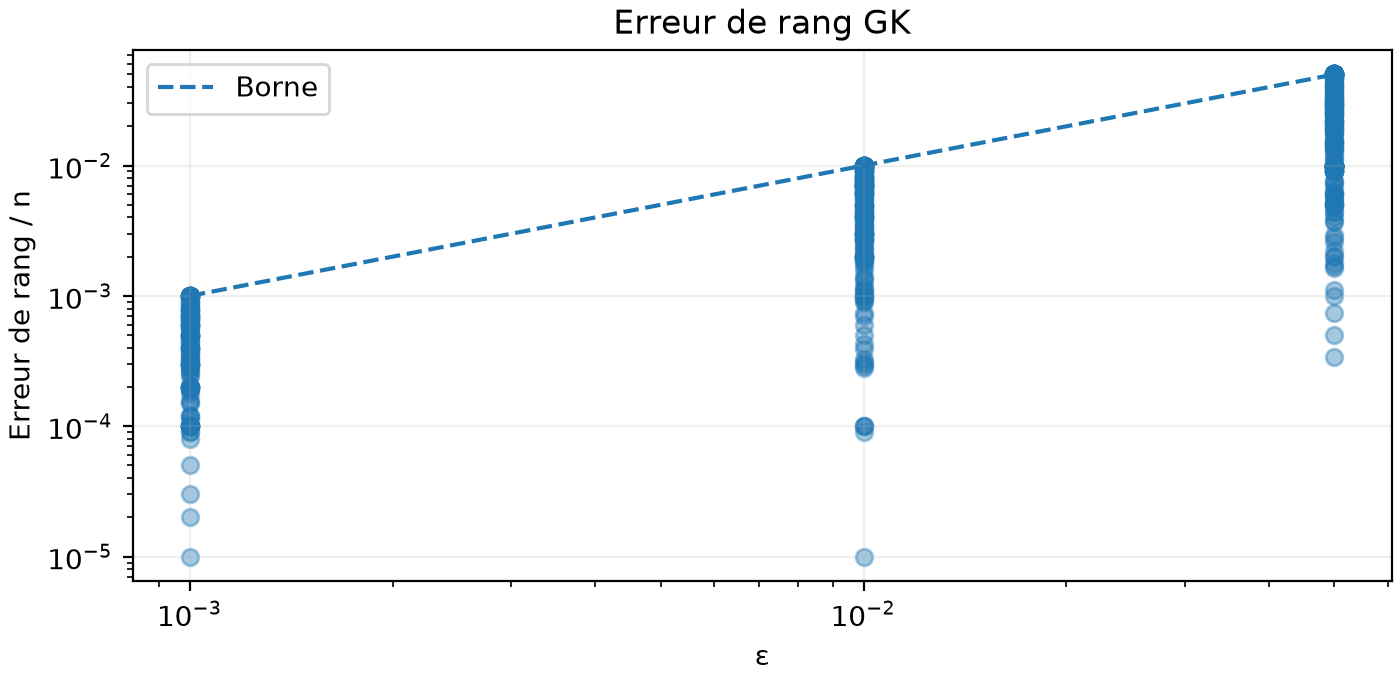 Erreur de rang GK
Borne
Erreur de rang / n
10⁻²
10⁻³
10⁻⁴
10⁻⁵
10⁻³
10⁻²
ε